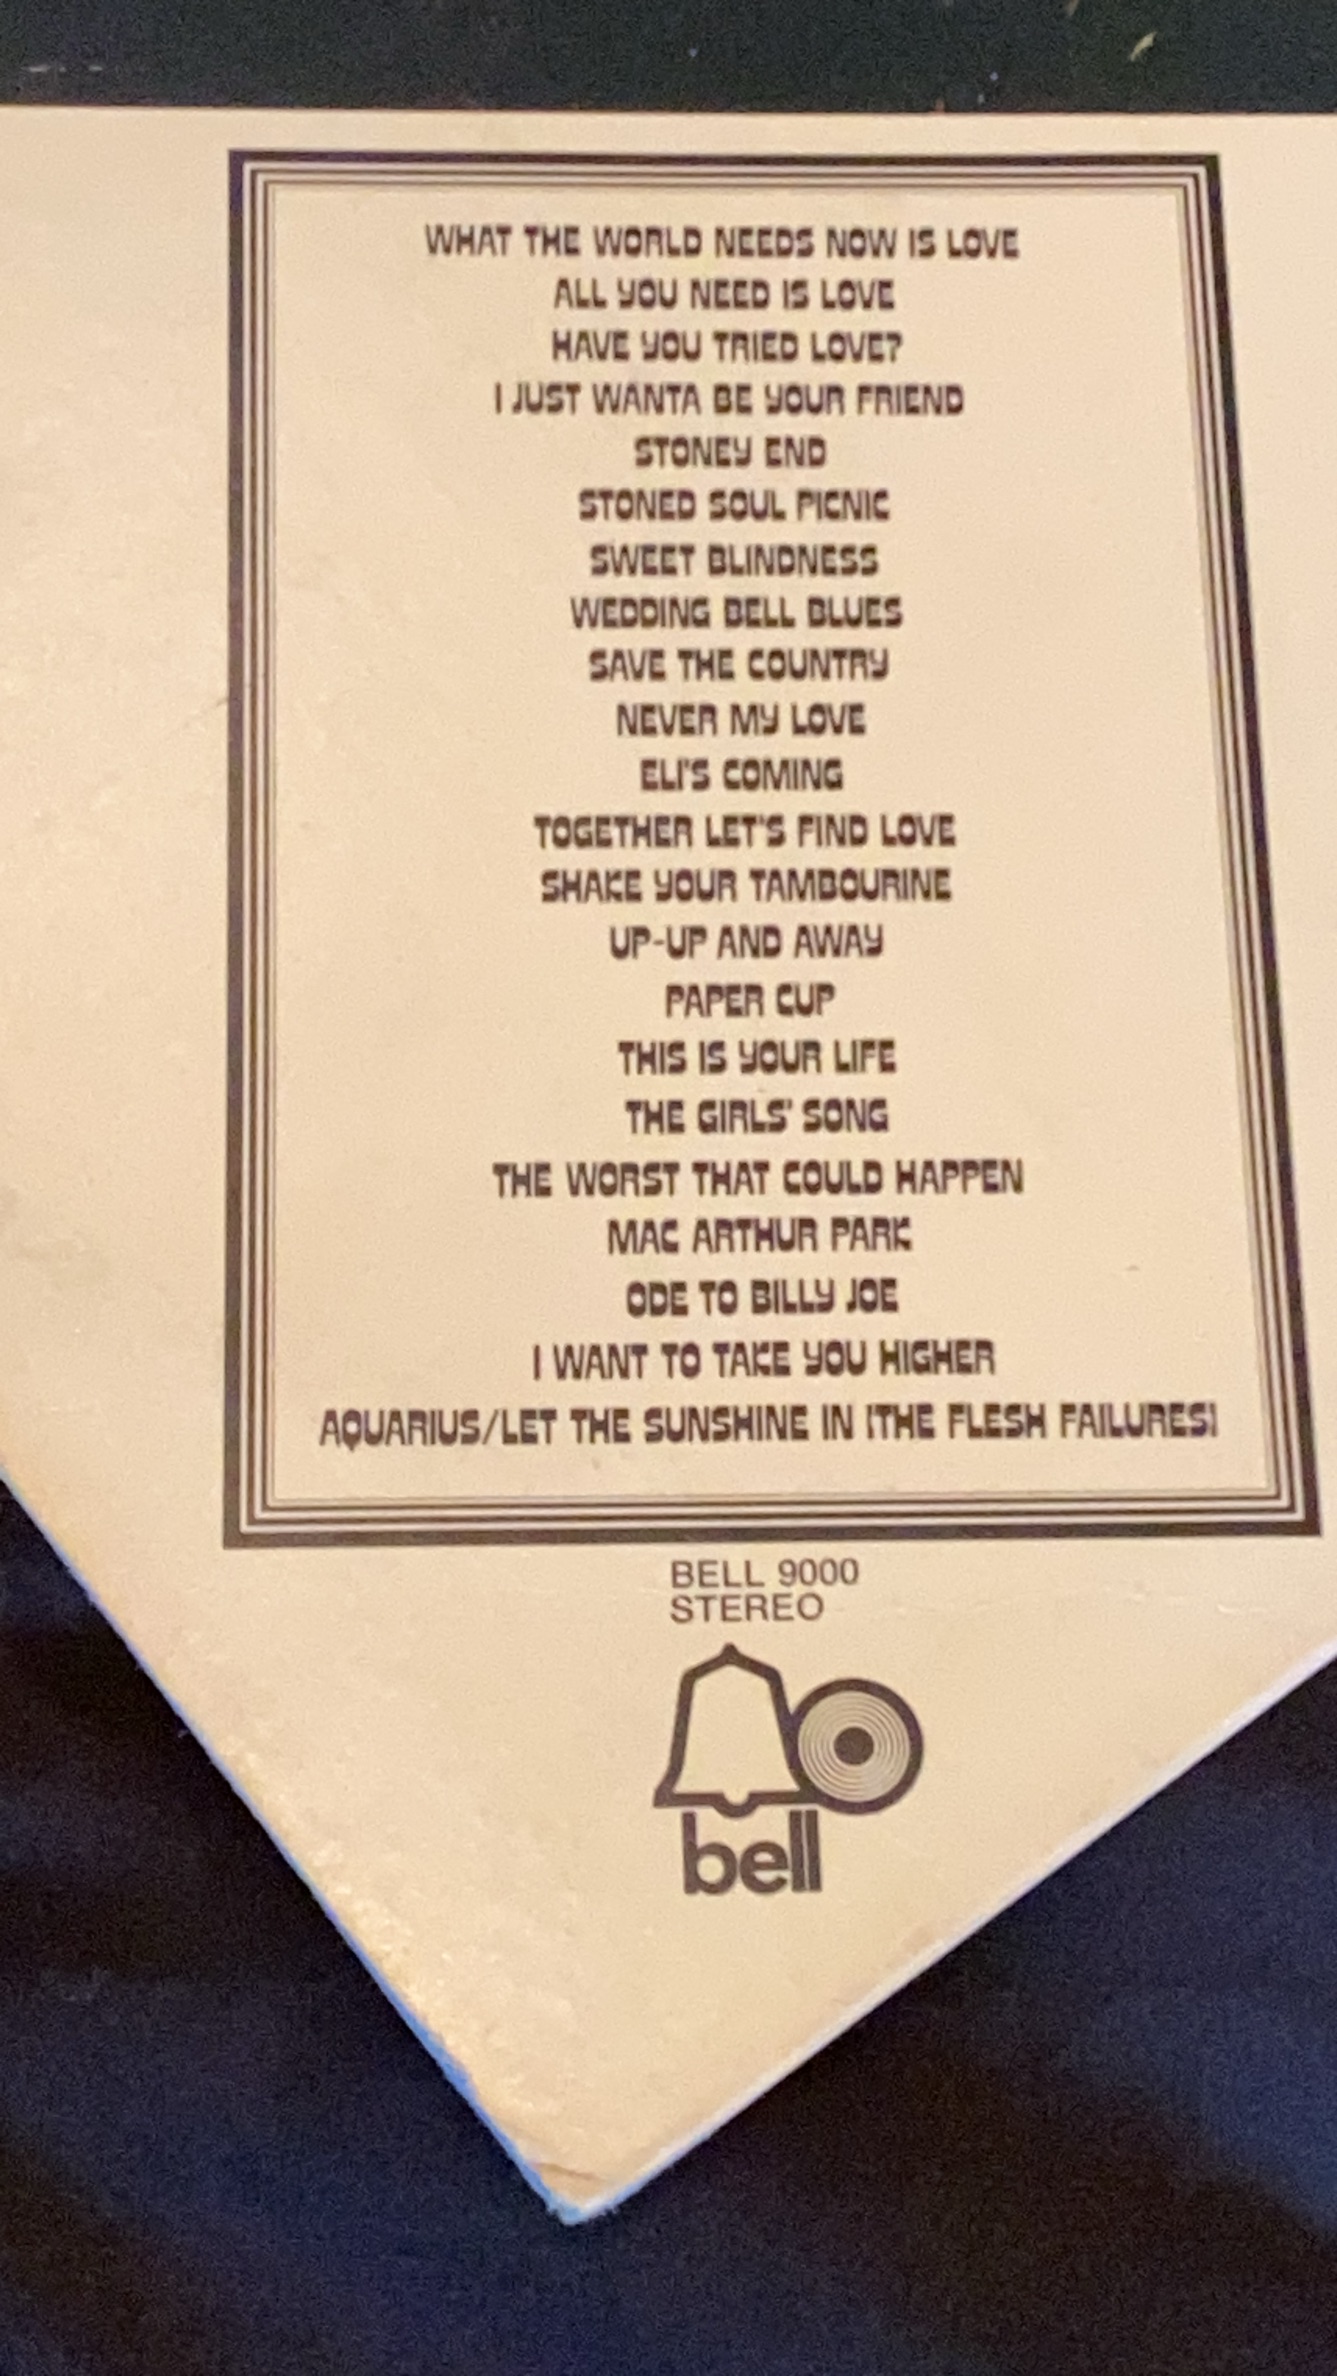 WHAT THE WORLD NEEDS NOW IS LOVE
ALL YOU NEED IS LOVE
HAVE YOU TRIED LOVE?
I JUST WANTA BE YOUR FRIEND
STONEY END
STONED SOUL PICNIC
SWEET BLINDNESS
WEDDING BELL BLUES
SAVE THE COUNTRY
NEVER MY LOVE
ELI'S COMING
TOGETHER LET'S FIND LOVE
SHAKE YOUR TAMBOURINE
UP-UP AND AWAY
PAPER CUP
THIS IS YOUR LIFE
THE GIRLS' SONG
THE WORST THAT COULD HAPPEN
MAC ARTHUR PARK
ODE TO BILLY JOE
I WANT TO TAKE YOU HIGHER
AQUARIUS/LET THE SUNSHINE IN (THE FLESH FAILURES)
BELL 9000
STEREO
bell